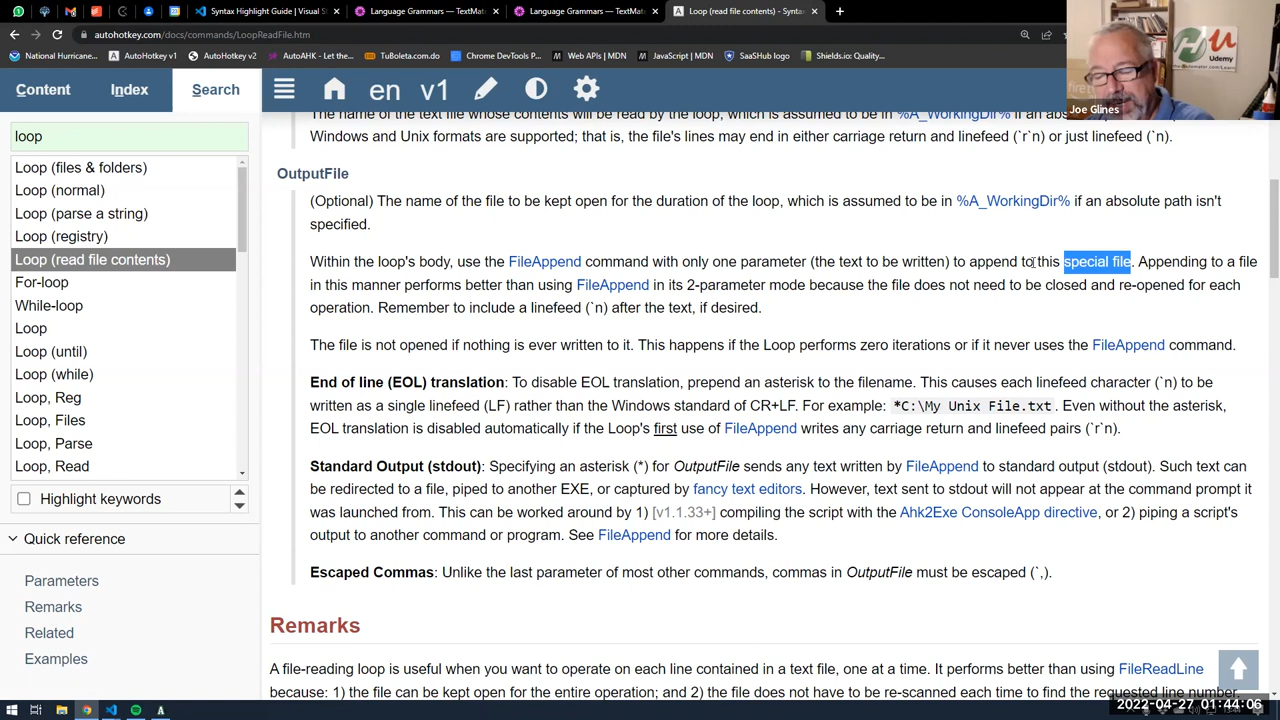 Syntax Highlight Guide | Visual St
Language Grammars — TextMate
Language Grammars — TextMate
Loop (read file contents) - Syntax
autohotkey.com/docs/commands/LoopReadFile.htm
National Hurricane...
AutoHotkey v1
AutoHotkey v2
AutoAHK - Let the...
TuBoleta.com.do
Chrome DevTools P...
Web APIs | MDN
JavaScript | MDN
SaaSHub logo
Shields.io: Quality...
Udemy
Joe Glines
Content
Index
Search
en
v1
loop
Loop (files & folders)
Loop (normal)
Loop (parse a string)
Loop (registry)
Loop (read file contents)
For-loop
While-loop
Loop
Loop (until)
Loop (while)
Loop, Reg
Loop, Files
Loop, Parse
Loop, Read
Highlight keywords
Quick reference
Parameters
Remarks
Related
Examples
The name of the text file whose contents will be read by the loop, which is assumed to be in %A_WorkingDir% if an abso
Windows and Unix formats are supported; that is, the file's lines may end in either carriage return and linefeed (`r`n) or just linefeed (`n).
OutputFile
(Optional) The name of the file to be kept open for the duration of the loop, which is assumed to be in %A_WorkingDir% if an absolute path isn't
specified.
Within the loop's body, use the FileAppend command with only one parameter (the text to be written) to append to this special file. Appending to a file
in this manner performs better than using FileAppend in its 2-parameter mode because the file does not need to be closed and re-opened for each
operation. Remember to include a linefeed (`n) after the text, if desired.
The file is not opened if nothing is ever written to it. This happens if the Loop performs zero iterations or if it never uses the FileAppend command.
End of line (EOL) translation: To disable EOL translation, prepend an asterisk to the filename. This causes each linefeed character (`n) to be
written as a single linefeed (LF) rather than the Windows standard of CR+LF. For example: *C:\My Unix File.txt. Even without the asterisk,
EOL translation is disabled automatically if the Loop's first use of FileAppend writes any carriage return and linefeed pairs (`r`n).
Standard Output (stdout): Specifying an asterisk (*) for OutputFile sends any text written by FileAppend to standard output (stdout). Such text can
be redirected to a file, piped to another EXE, or captured by fancy text editors. However, text sent to stdout will not appear at the command prompt it
was launched from. This can be worked around by 1) [v1.1.33+] compiling the script with the Ahk2Exe ConsoleApp directive, or 2) piping a script's
output to another command or program. See FileAppend for more details.
Escaped Commas: Unlike the last parameter of most other commands, commas in OutputFile must be escaped (`,).
Remarks
A file-reading loop is useful when you want to operate on each line contained in a text file, one at a time. It performs better than using FileReadLine
because: 1) the file can be kept open for the entire operation; and 2) the file does not have to be re-scanned each time to find the requested line number.
2022-04-27 01:44:06